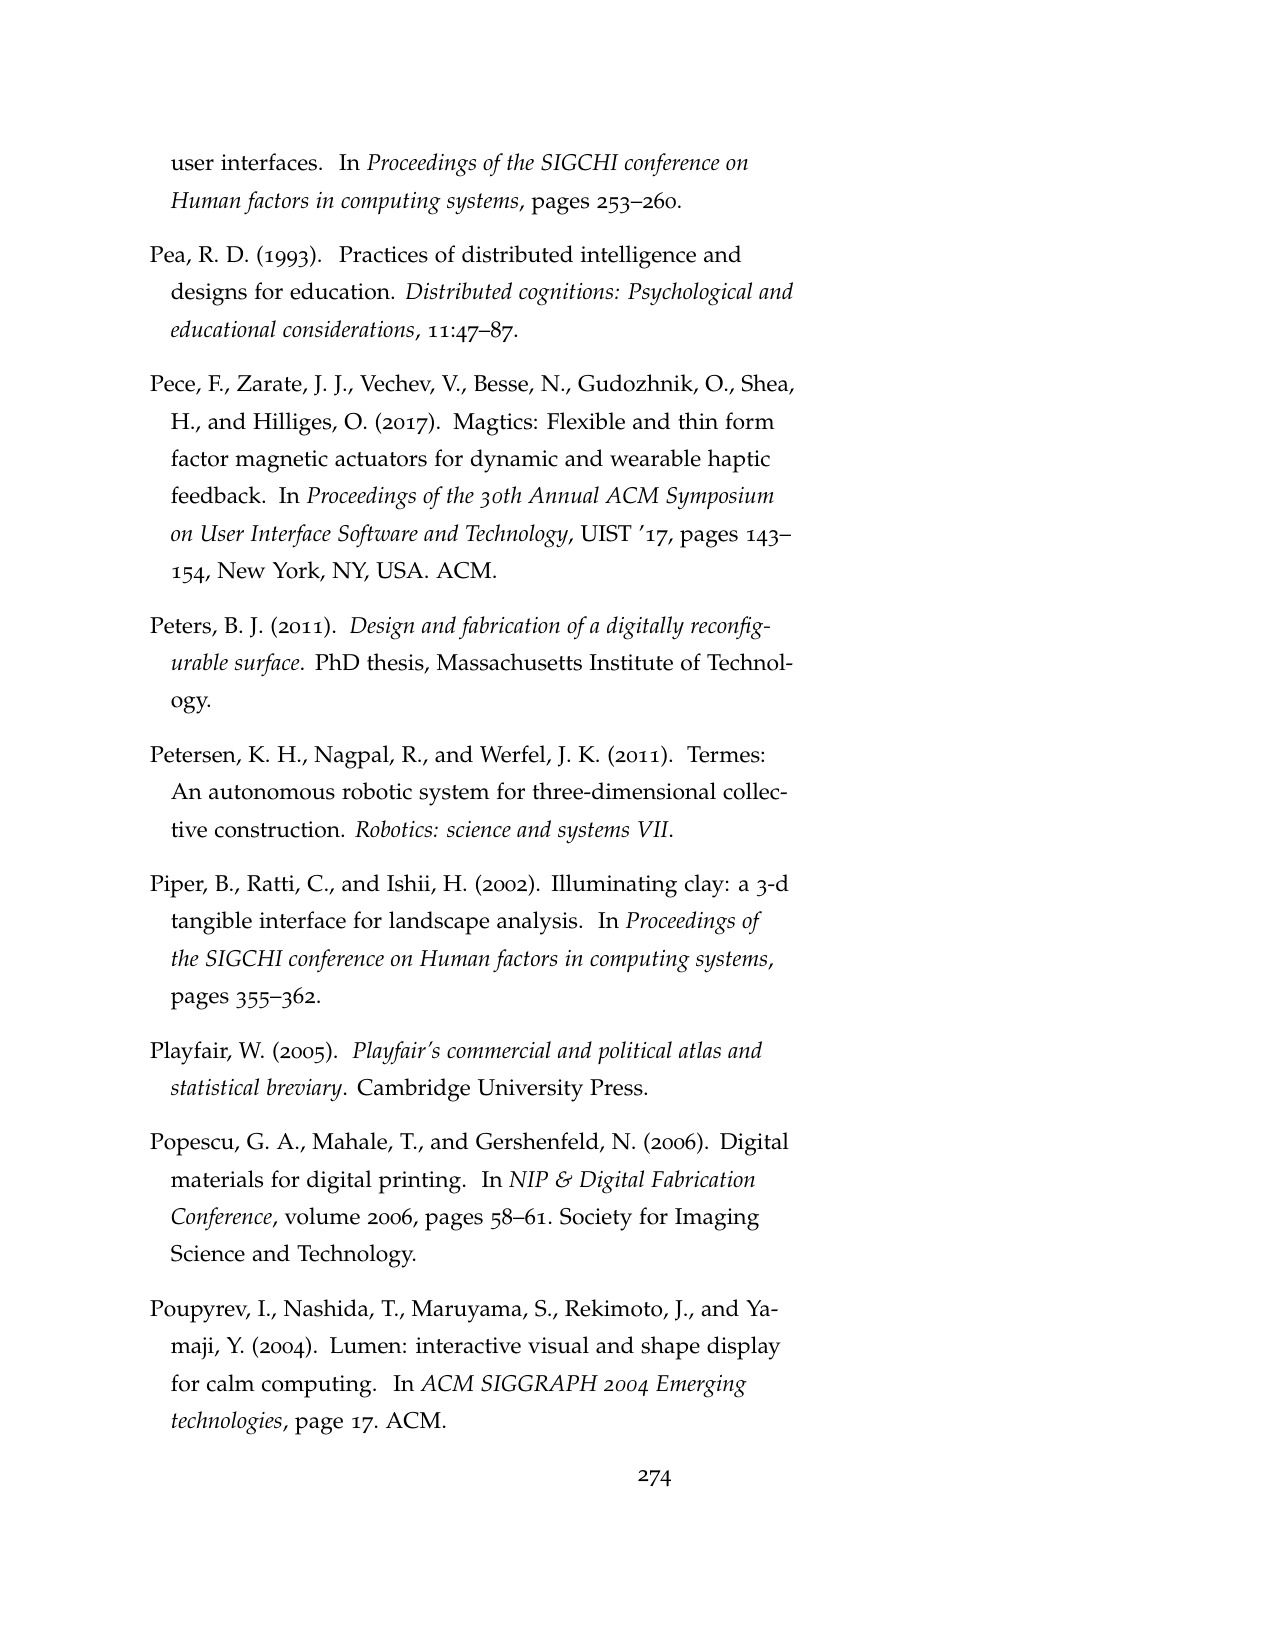 user interfaces. In Proceedings of the SIGCHI conference on
Human factors in computing systems, pages 253–260.
Pea, R. D. (1993). Practices of distributed intelligence and
designs for education. Distributed cognitions: Psychological and
educational considerations, 11:47–87.
Pece, F., Zarate, J. J., Vechev, V., Besse, N., Gudozhnik, O., Shea,
H., and Hilliges, O. (2017). Magtics: Flexible and thin form
factor magnetic actuators for dynamic and wearable haptic
feedback. In Proceedings of the 30th Annual ACM Symposium
on User Interface Software and Technology, UIST ’17, pages 143–
154, New York, NY, USA. ACM.
Peters, B. J. (2011). Design and fabrication of a digitally reconfig-
urable surface. PhD thesis, Massachusetts Institute of Technol-
ogy.
Petersen, K. H., Nagpal, R., and Werfel, J. K. (2011). Termes:
An autonomous robotic system for three-dimensional collec-
tive construction. Robotics: science and systems VII.
Piper, B., Ratti, C., and Ishii, H. (2002). Illuminating clay: a 3-d
tangible interface for landscape analysis. In Proceedings of
the SIGCHI conference on Human factors in computing systems,
pages 355–362.
Playfair, W. (2005). Playfair’s commercial and political atlas and
statistical breviary. Cambridge University Press.
Popescu, G. A., Mahale, T., and Gershenfeld, N. (2006). Digital
materials for digital printing. In NIP & Digital Fabrication
Conference, volume 2006, pages 58–61. Society for Imaging
Science and Technology.
Poupyrev, I., Nashida, T., Maruyama, S., Rekimoto, J., and Ya-
maji, Y. (2004). Lumen: interactive visual and shape display
for calm computing. In ACM SIGGRAPH 2004 Emerging
technologies, page 17. ACM.
274